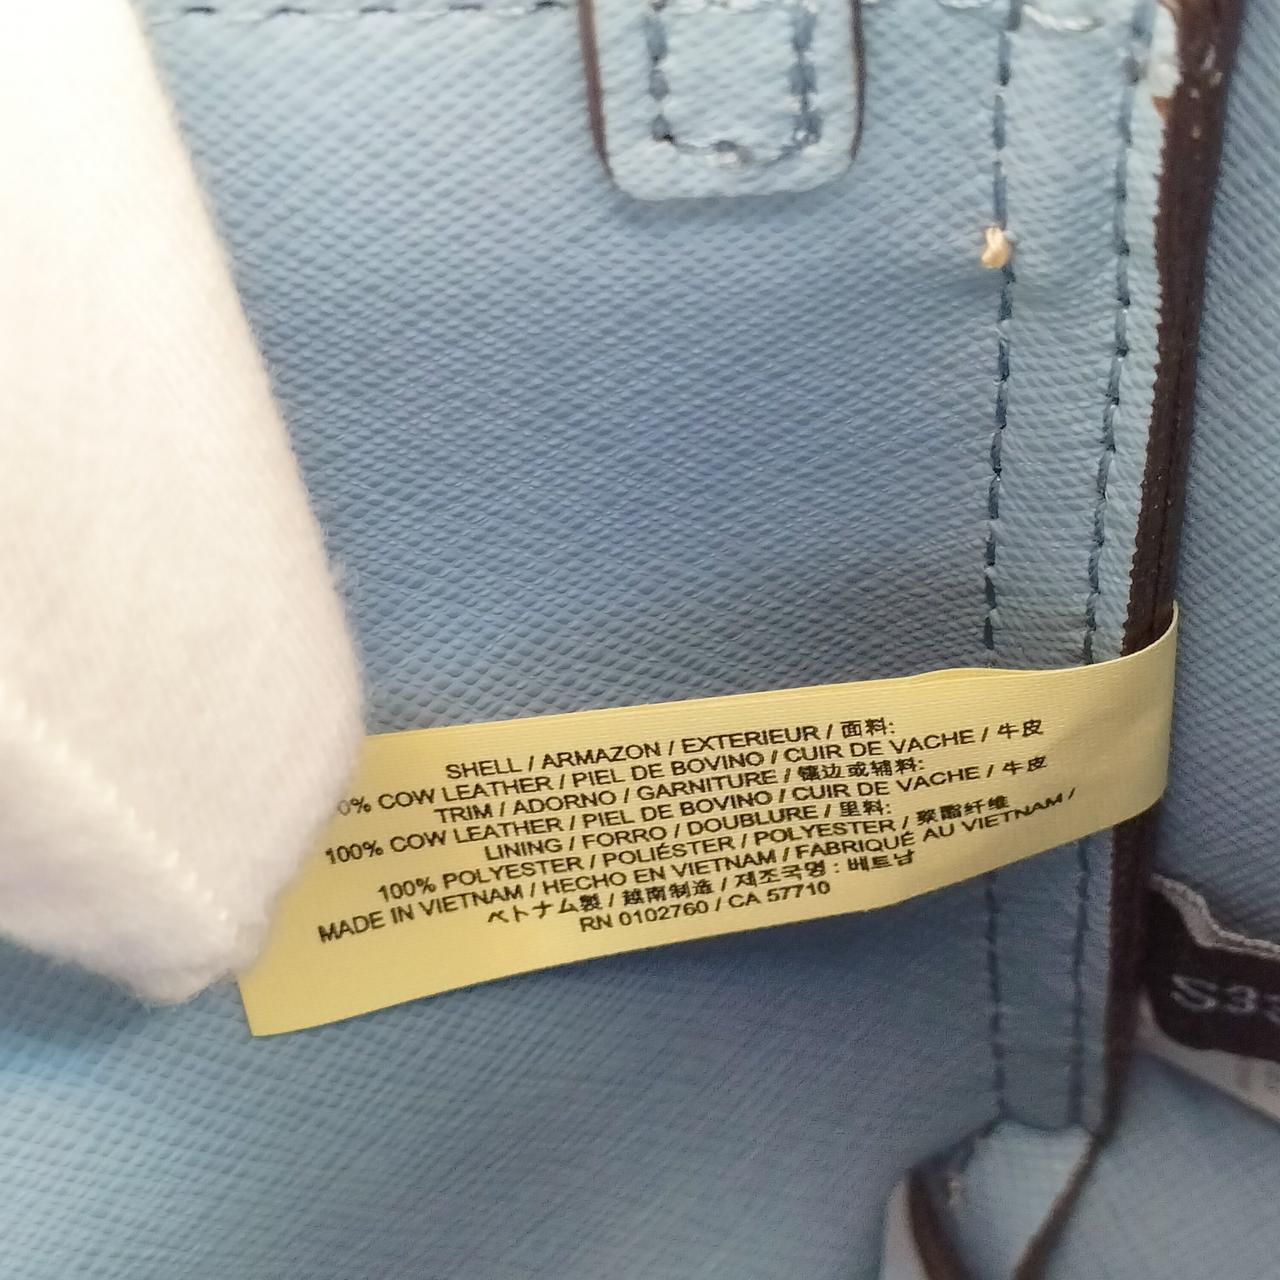 SHELL / ARMAZON / EXTERIEUR / 面料:
0% COW LEATHER / PIEL DE BOVINO / CUIR DE VACHE / 牛皮
TRIM / ADORNO / GARNITURE / 镶边或辅料:
100% COW LEATHER / PIEL DE BOVINO / CUIR DE VACHE / 牛皮
LINING / FORRO / DOUBLURE / 里料:
100% POLYESTER / POLIÉSTER / POLYESTER / 聚酯纤维
MADE IN VIETNAM / HECHO EN VIETNAM / FABRIQUÉ AU VIETNAM /
ベトナム製 / 越南制造 / 제조국명 : 베트남
RN 0102760 / CA 57710